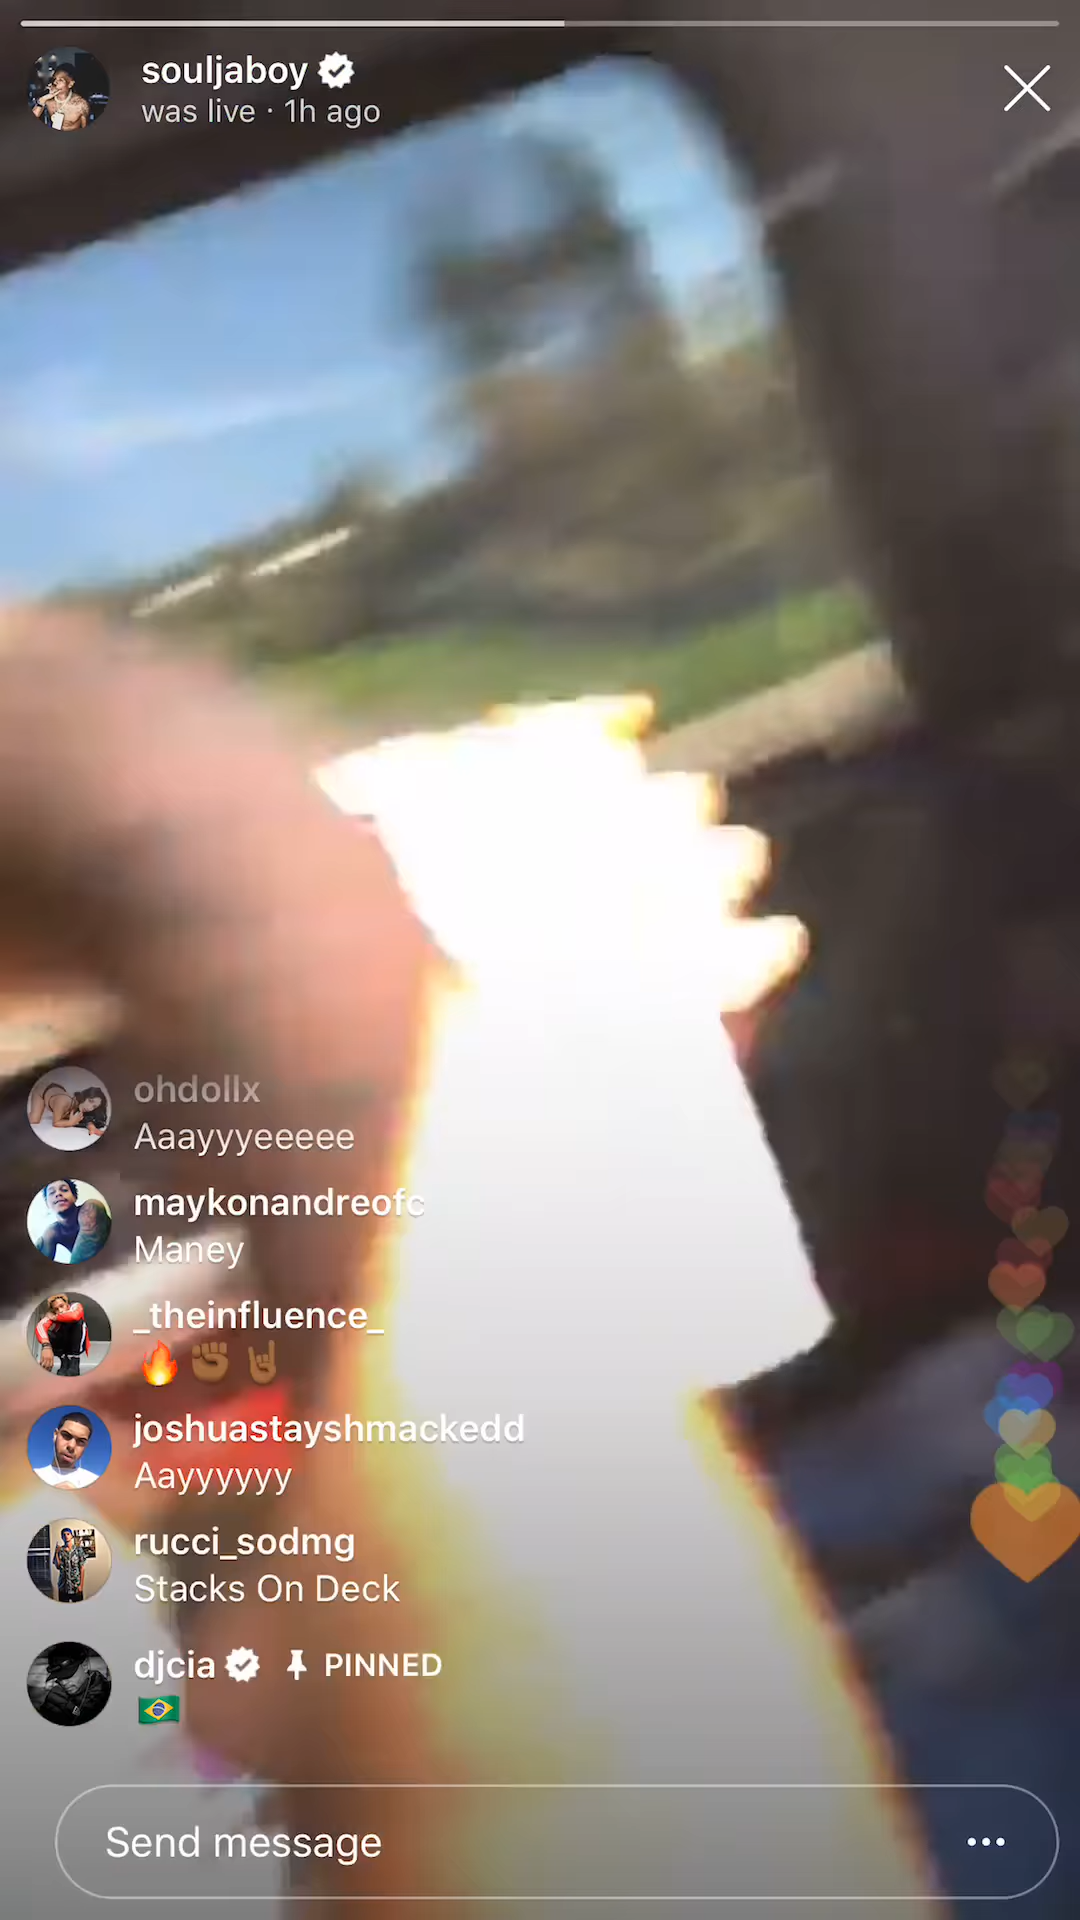 souljaboy
was live · 1h ago
ohdollx
Aaayyyeeeee
maykonandreofc
Maney
_theinfluence_
🔥✊🏾🤘🏾
joshuastayshmackedd
Aayyyyyy
rucci_sodmg
Stacks On Deck
djcia PINNED
🇧🇷
Send message